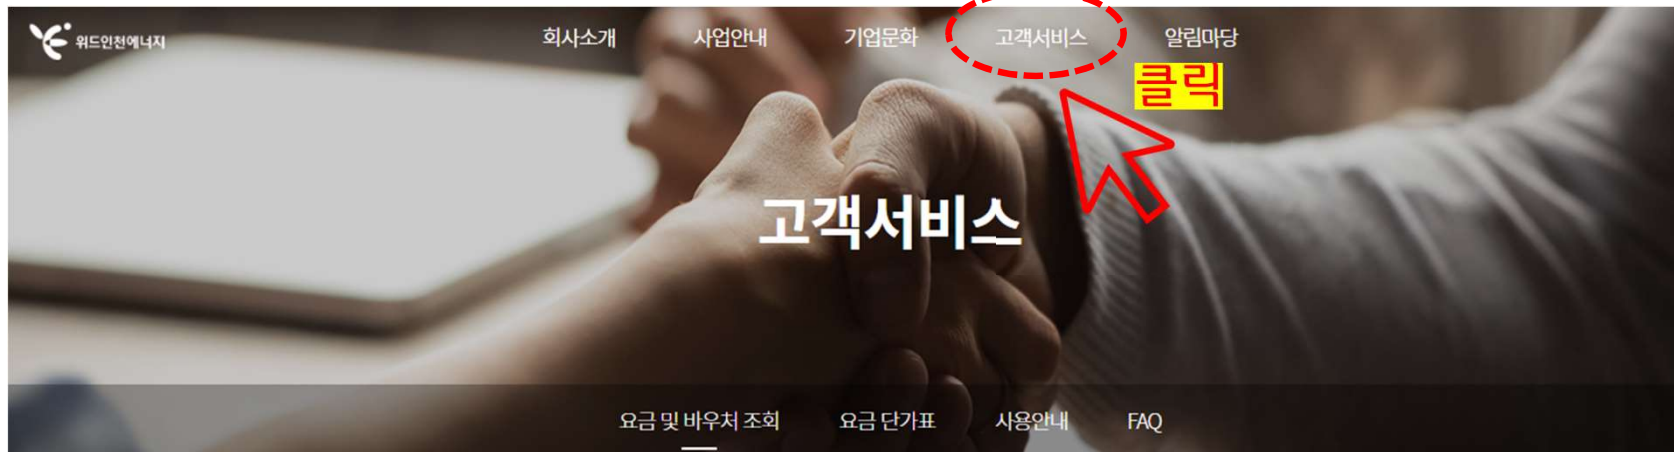 위드인천에너지
회사소개 사업안내 기업문화 고객서비스 알림마당
클릭
고객서비스
요금 및 바우처 조회 요금 단가표 사용안내 FAQ